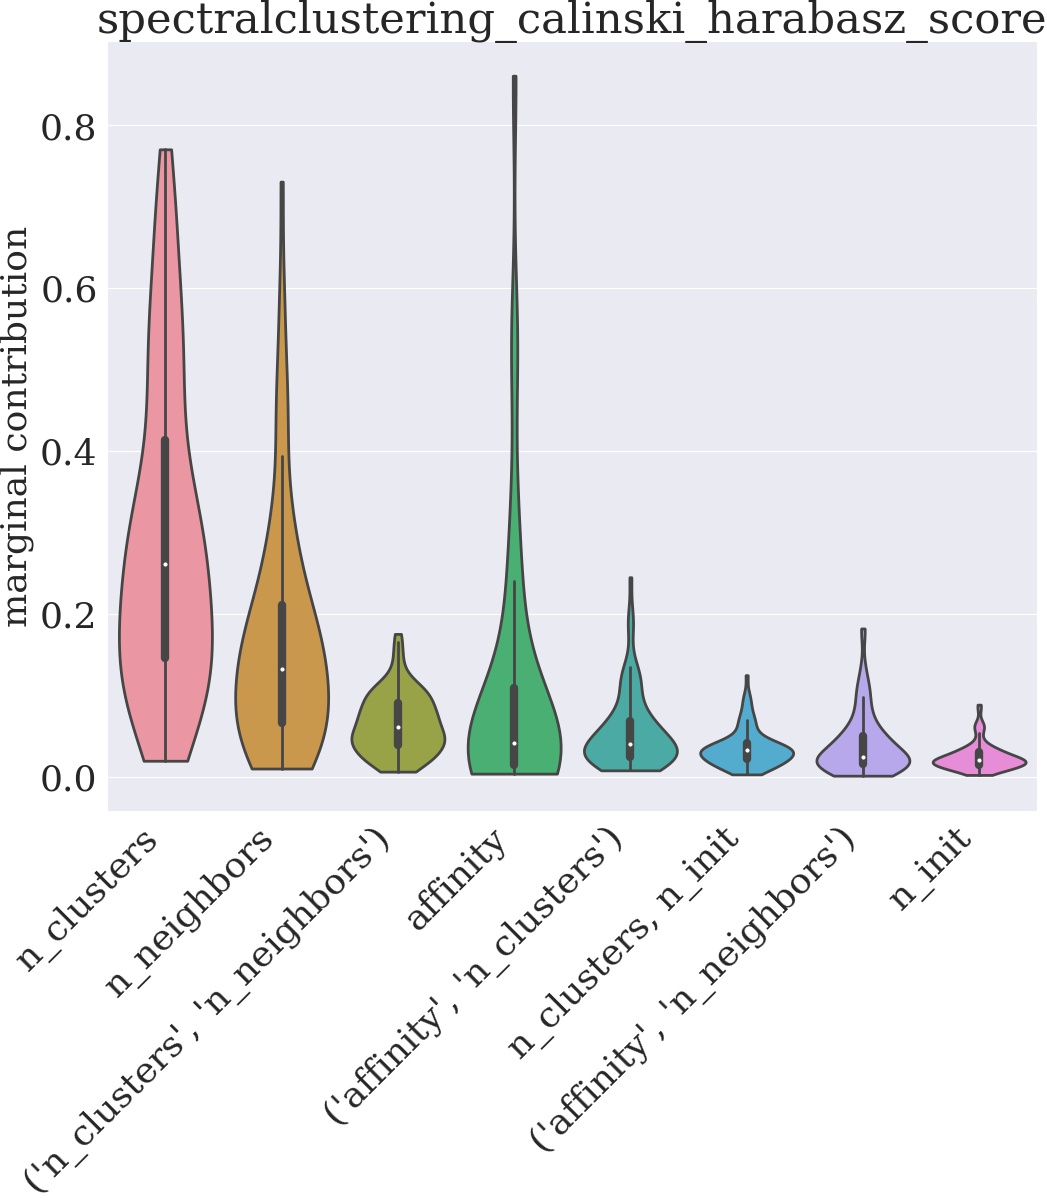 spectralclustering_calinski_harabasz_score
marginal contribution
0.8
0.6
0.4
0.2
0.0
n_clusters
n_neighbors
('n_clusters', 'n_neighbors')
affinity
('affinity', 'n_clusters')
n_clusters, n_init
('affinity', 'n_neighbors')
n_init